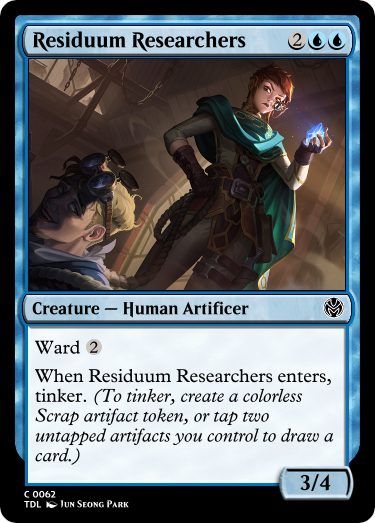 Residuum Researchers 2
Creature — Human Artificer
Ward 2
When Residuum Researchers enters,
tinker. (To tinker, create a colorless
Scrap artifact token, or tap two
untapped artifacts you control to draw a
card.)
3/4
C 0062
TDL Jun Seong Park